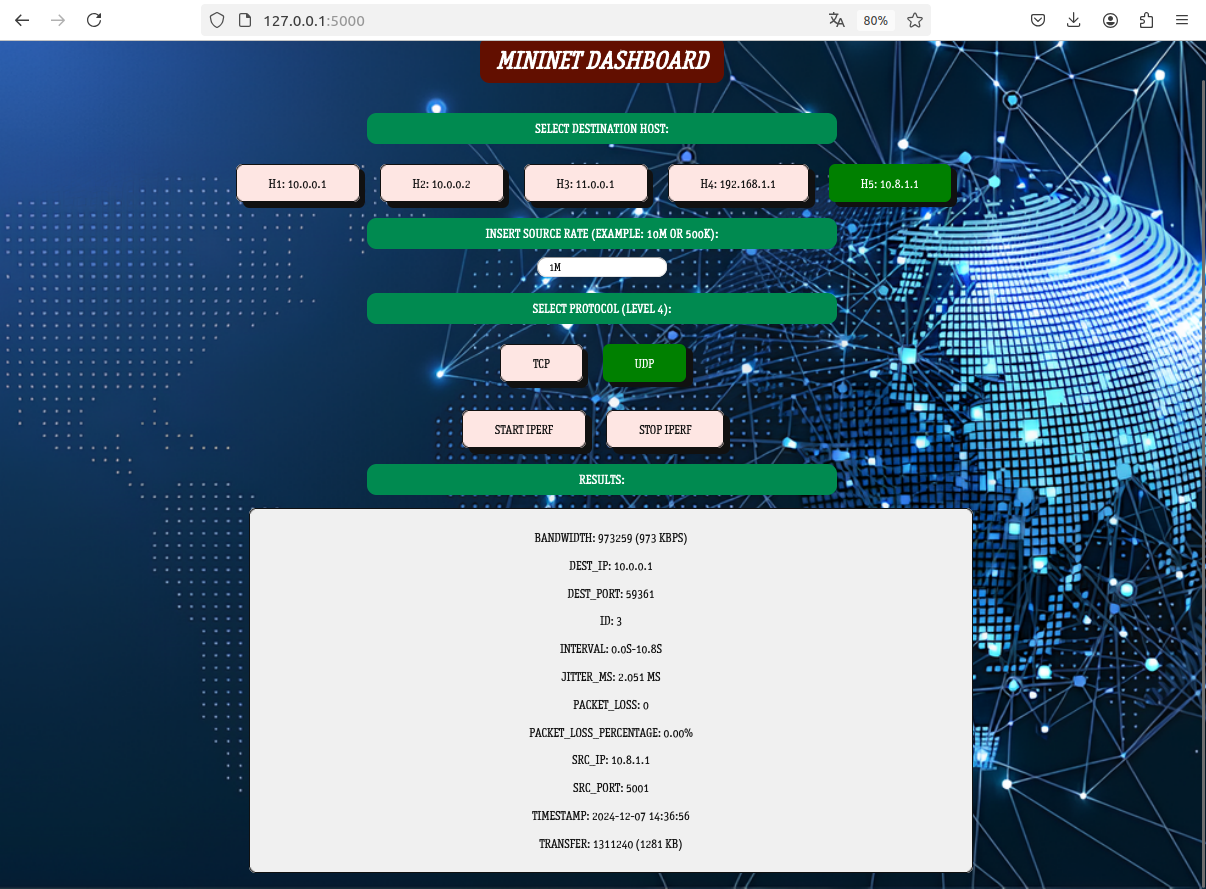 127.0.0.1:5000
80%
MININET DASHBOARD
SELECT DESTINATION HOST:
H1: 10.0.0.1 H2: 10.0.0.2 H3: 11.0.0.1 H4: 192.168.1.1 H5: 10.8.1.1
INSERT SOURCE RATE (EXAMPLE: 10M OR 500K):
1M
SELECT PROTOCOL (LEVEL 4):
TCP UDP
START IPERF STOP IPERF
RESULTS:
BANDWIDTH: 973259 (973 KBPS)
DEST_IP: 10.0.0.1
DEST_PORT: 59361
ID: 3
INTERVAL: 0.0S-10.8S
JITTER_MS: 2.051 MS
PACKET_LOSS: 0
PACKET_LOSS_PERCENTAGE: 0.00%
SRC_IP: 10.8.1.1
SRC_PORT: 5001
TIMESTAMP: 2024-12-07 14:36:56
TRANSFER: 1311240 (1281 KB)